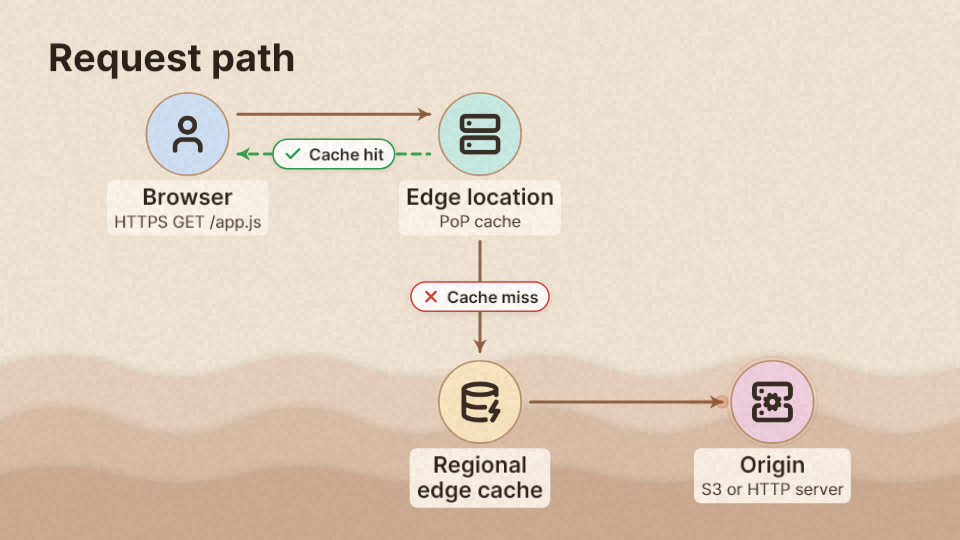 Request path
Cache hit
Browser
HTTPS GET /app.js
Edge location
PoP cache
Cache miss
Regional
edge cache
Origin
S3 or HTTP server